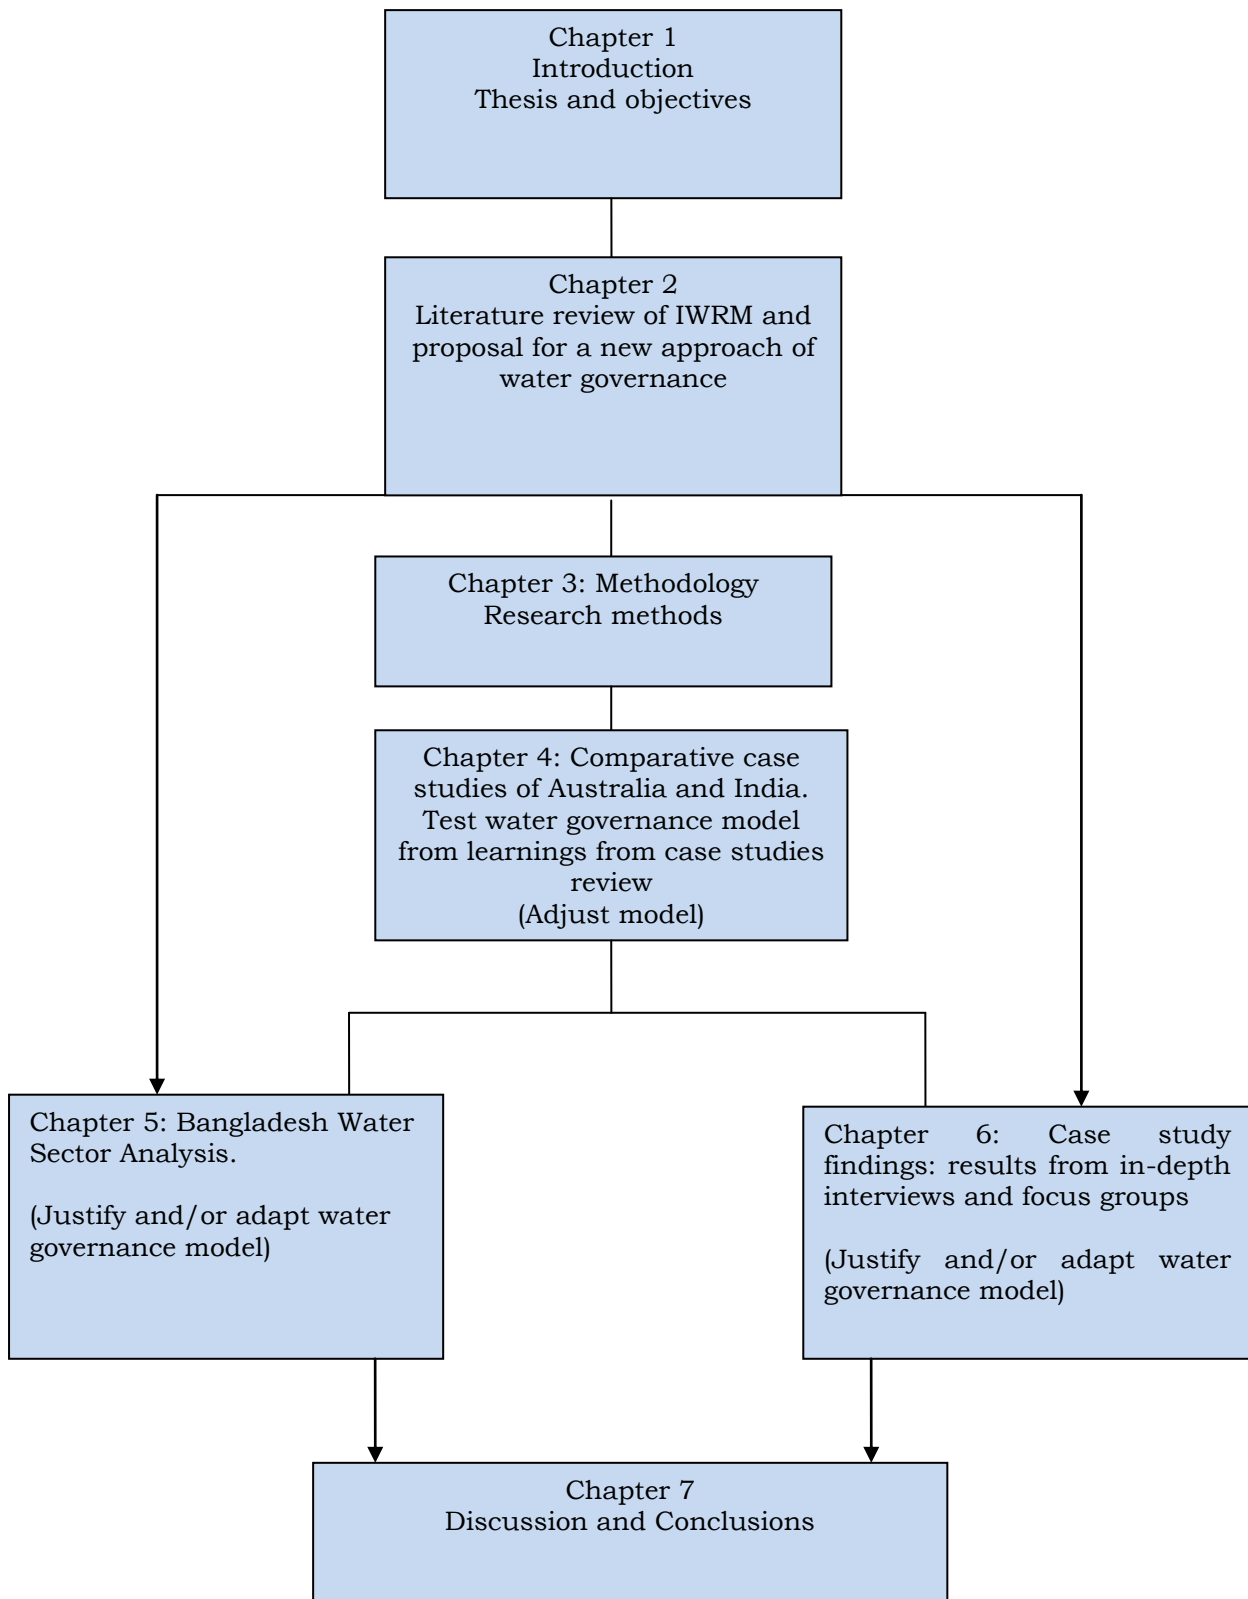 Chapter 1
Introduction
Thesis and objectives
Chapter 2
Literature review of IWRM and
proposal for a new approach of
water governance
Chapter 3: Methodology
Research methods
Chapter 4: Comparative case
studies of Australia and India.
Test water governance model
from learnings from case studies
review
(Adjust model)
Chapter 5: Bangladesh Water
Sector Analysis.
(Justify and/or adapt water
governance model)
Chapter 6: Case study
findings: results from in-depth
interviews and focus groups
(Justify and/or adapt water
governance model)
Chapter 7
Discussion and Conclusions